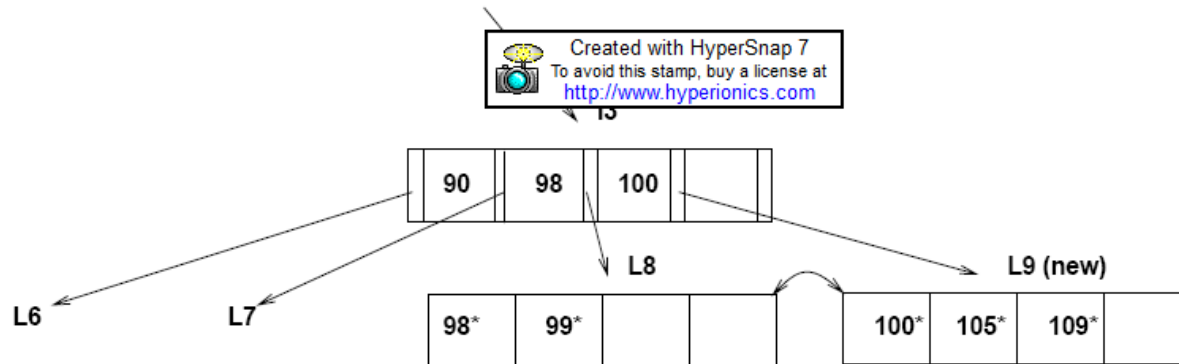 Created with HyperSnap 7
To avoid this stamp, buy a license at
http://www.hyperionics.com
I3
90 98 100
L8
L9 (new)
L6
L7
98* 99*
100* 105* 109*